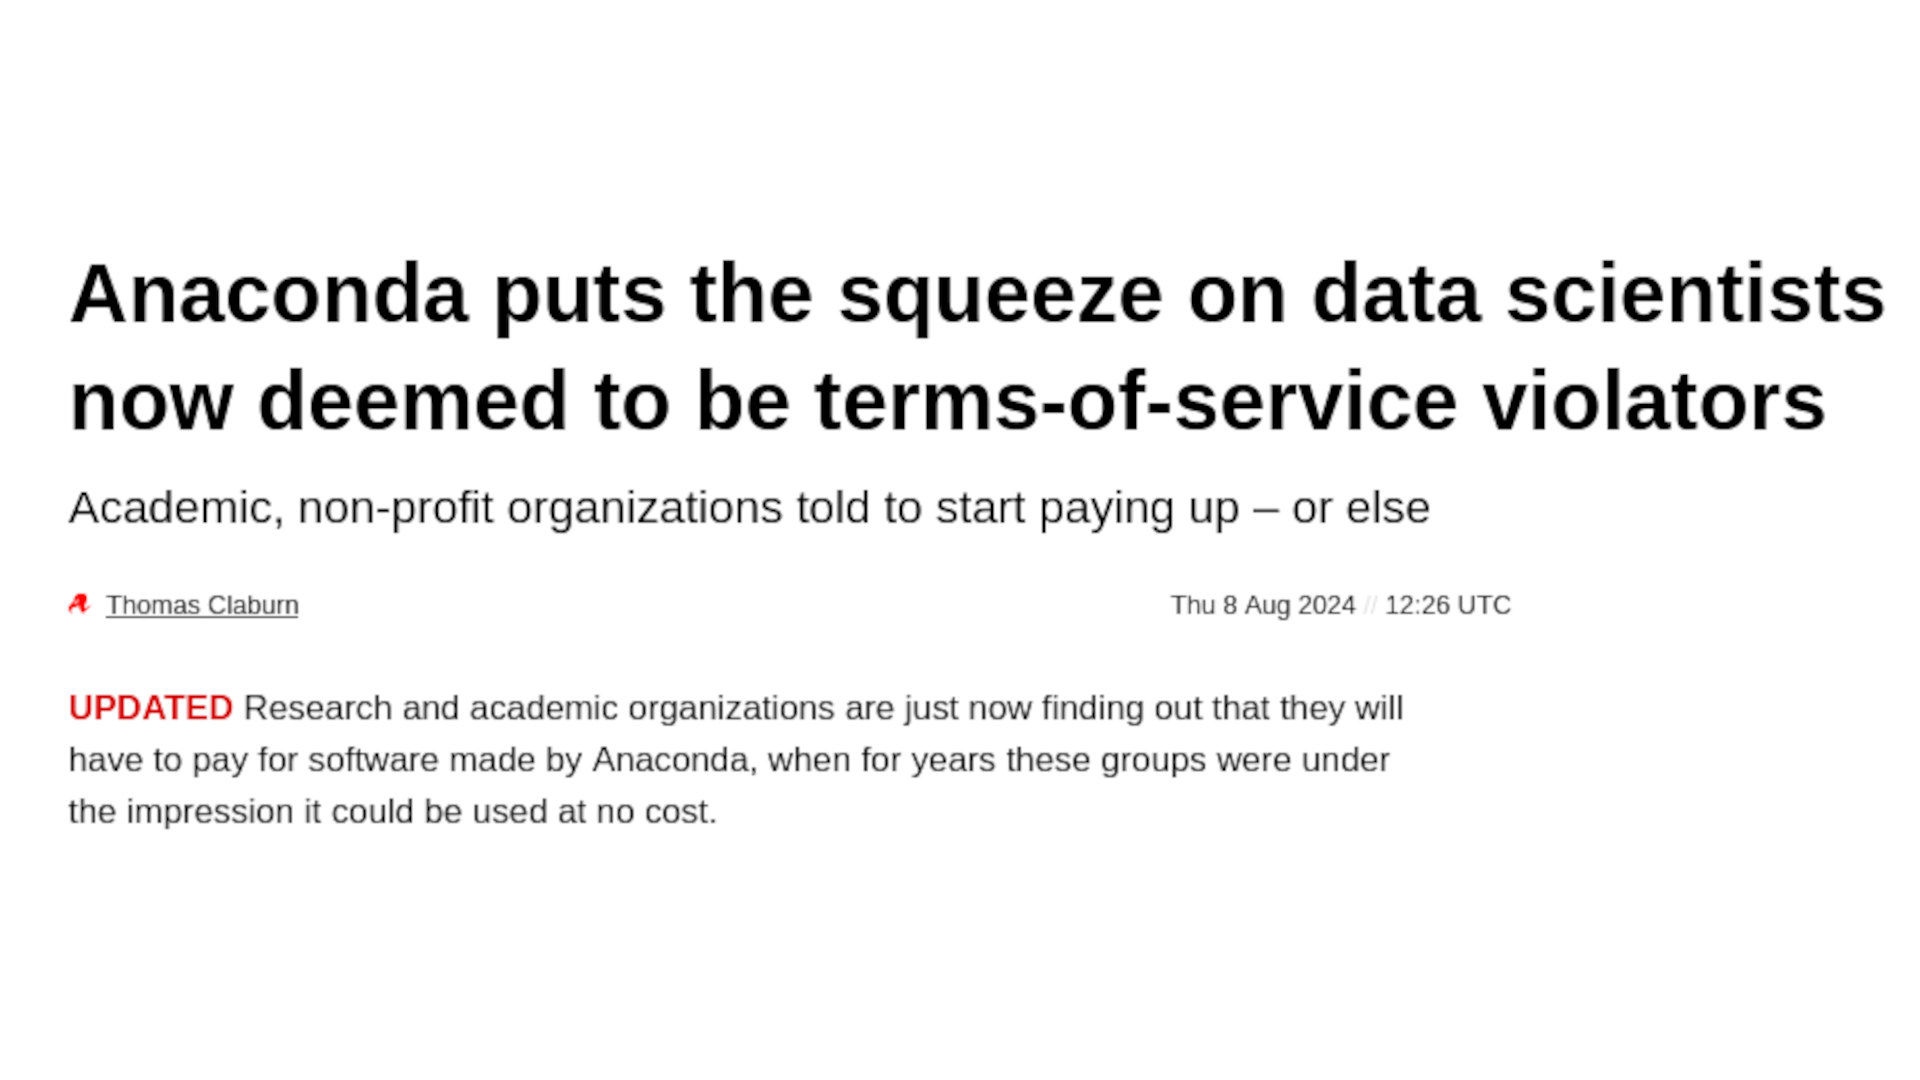 Anaconda puts the squeeze on data scientists
now deemed to be terms-of-service violators
Academic, non-profit organizations told to start paying up – or else
Thomas Claburn Thu 8 Aug 2024 // 12:26 UTC
UPDATED Research and academic organizations are just now finding out that they will
have to pay for software made by Anaconda, when for years these groups were under
the impression it could be used at no cost.